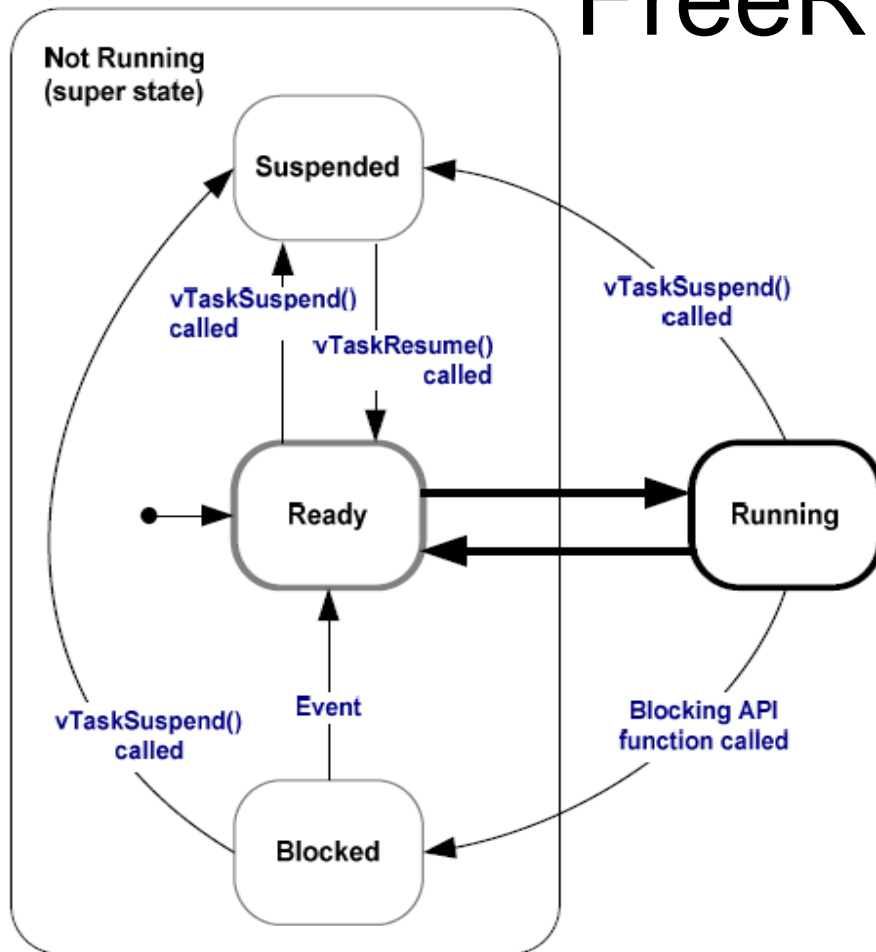 FreeR
Not Running
(super state)
Suspended
vTaskSuspend()
called
vTaskResume()
called
vTaskSuspend()
called
Ready
Running
Event
vTaskSuspend()
called
Blocking API
function called
Blocked